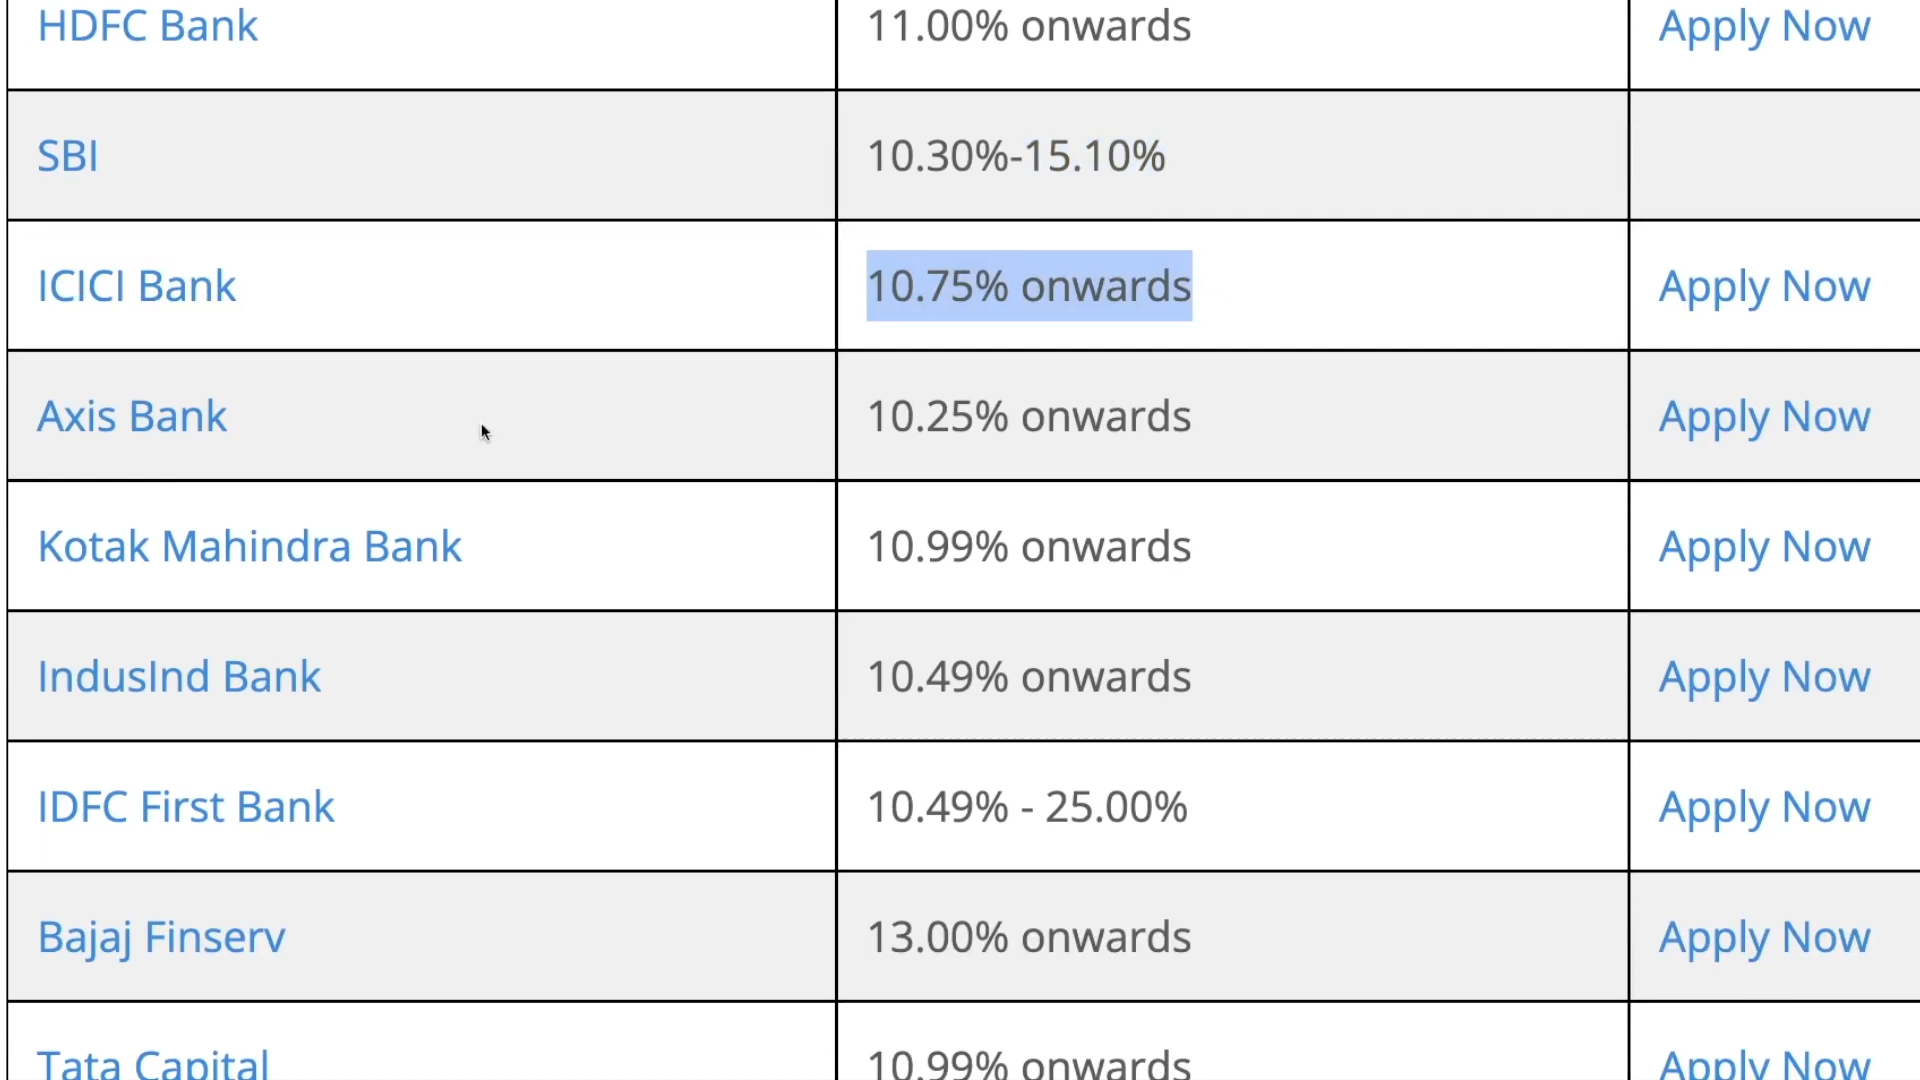 HDFC Bank 11.00% onwards Apply Now
SBI 10.30%-15.10%
ICICI Bank 10.75% onwards Apply Now
Axis Bank 10.25% onwards Apply Now
Kotak Mahindra Bank 10.99% onwards Apply Now
IndusInd Bank 10.49% onwards Apply Now
IDFC First Bank 10.49% - 25.00% Apply Now
Bajaj Finserv 13.00% onwards Apply Now
Tata Capital 10.99% onwards Apply Now